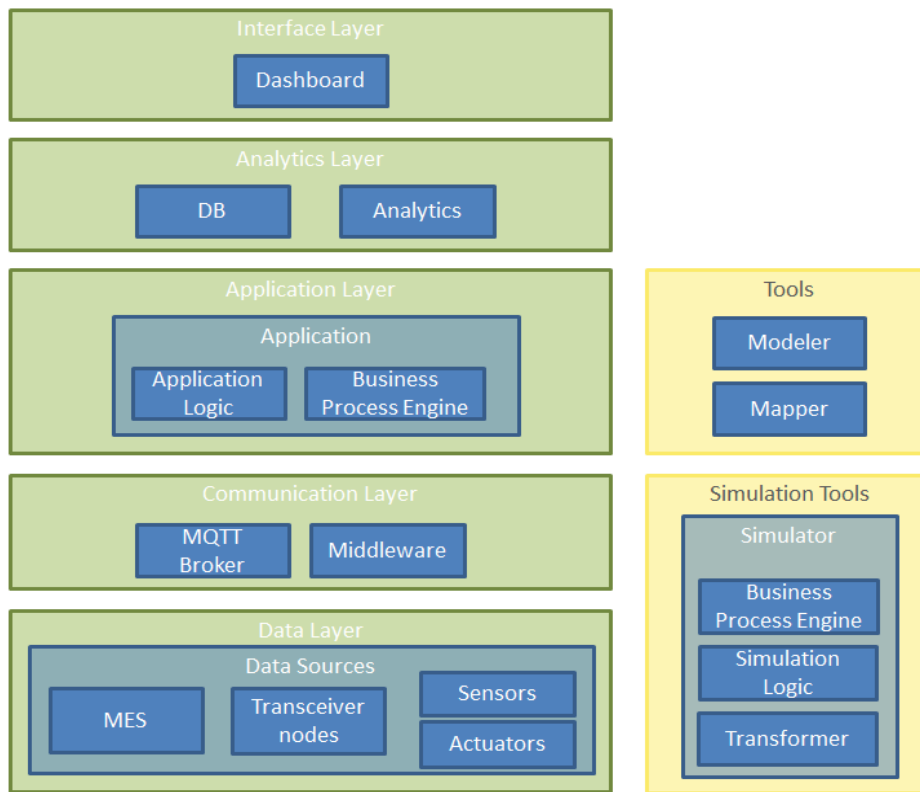 Interface Layer
Dashboard
Analytics Layer
DB
Analytics
Application Layer
Application
Application
Logic
Business
Process Engine
Tools
Modeler
Mapper
Communication Layer
MQTT
Broker
Middleware
Data Layer
Data Sources
MES
Transceiver
nodes
Sensors
Actuators
Simulation Tools
Simulator
Business
Process Engine
Simulation
Logic
Transformer